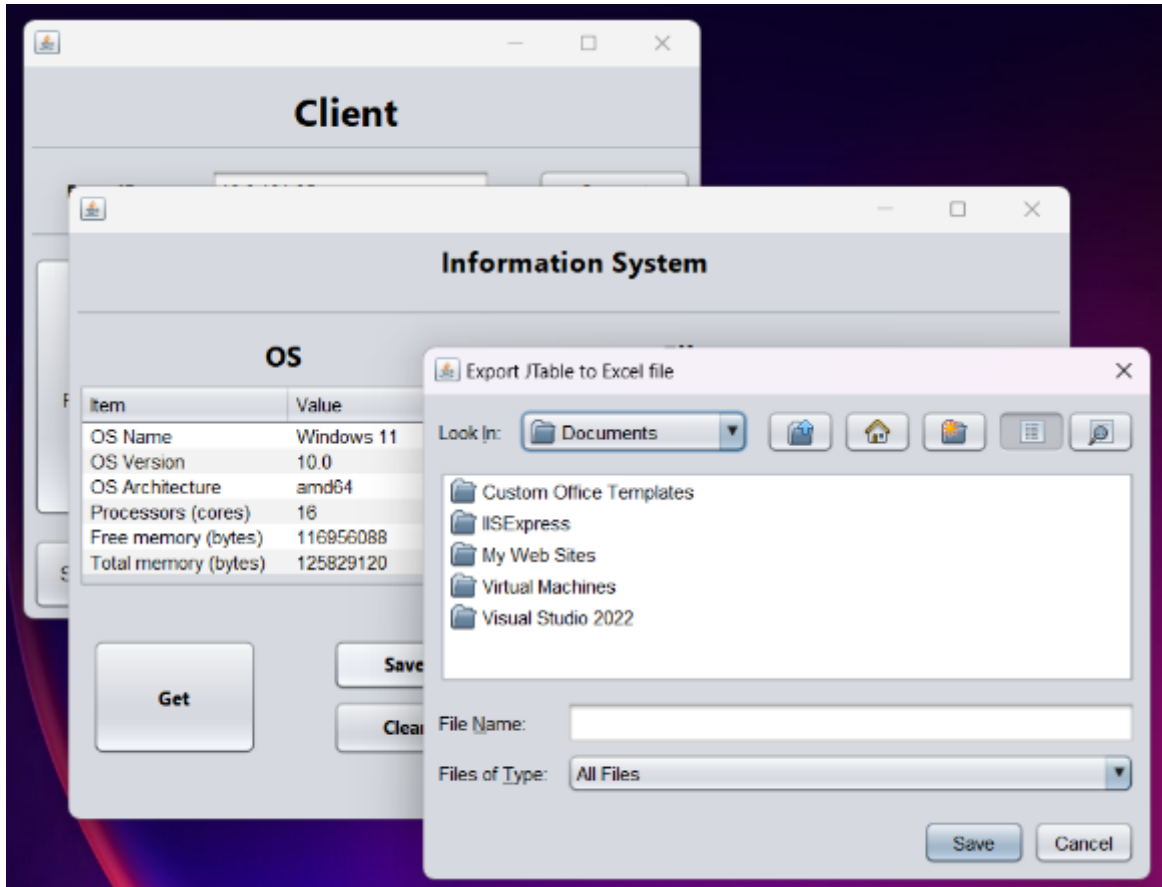 Client
Information System
OS
Export JTable to Excel file
Item Value
Look In: Documents
OS Name Windows 11
OS Version 10.0
OS Architecture amd64
Processors (cores) 16
Free memory (bytes) 116956088
Total memory (bytes) 125829120
Custom Office Templates
IISExpress
My Web Sites
Virtual Machines
Visual Studio 2022
Get
Save
Clear
File Name:
Files of Type: All Files
Save Cancel